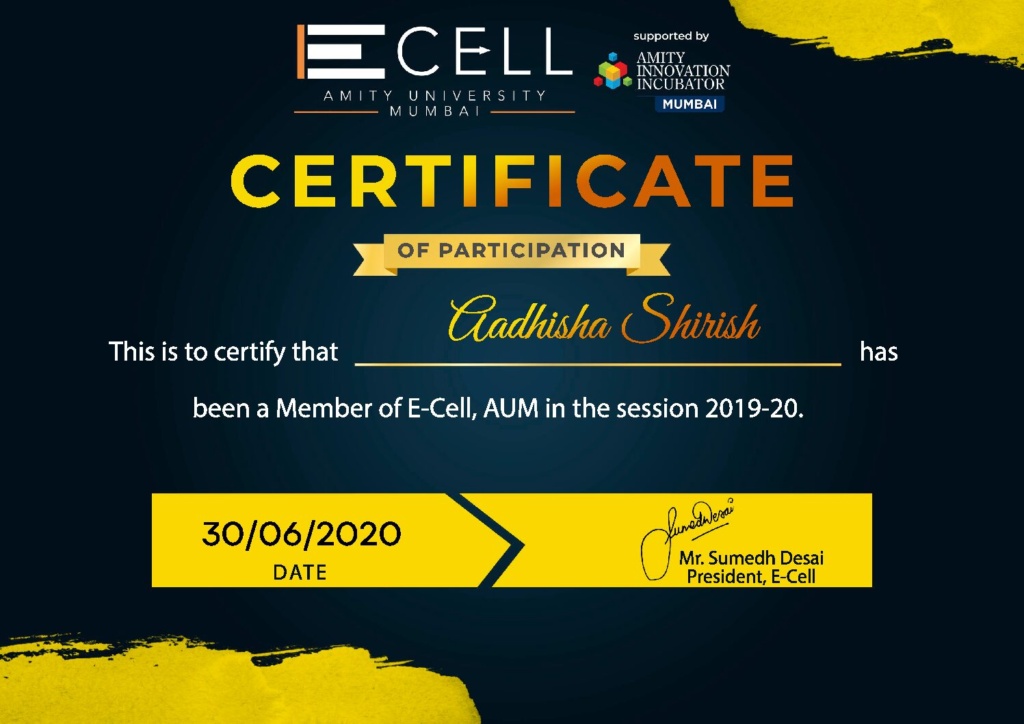 E CELL
AMITY UNIVERSITY
MUMBAI
supported by
AMITY
INNOVATION
INCUBATOR
MUMBAI
CERTIFICATE
OF PARTICIPATION
Aadhisha Shirish
This is to certify that has
been a Member of E-Cell, AUM in the session 2019-20.
30/06/2020
DATE
SumedhDesai
Mr. Sumedh Desai
President, E-Cell